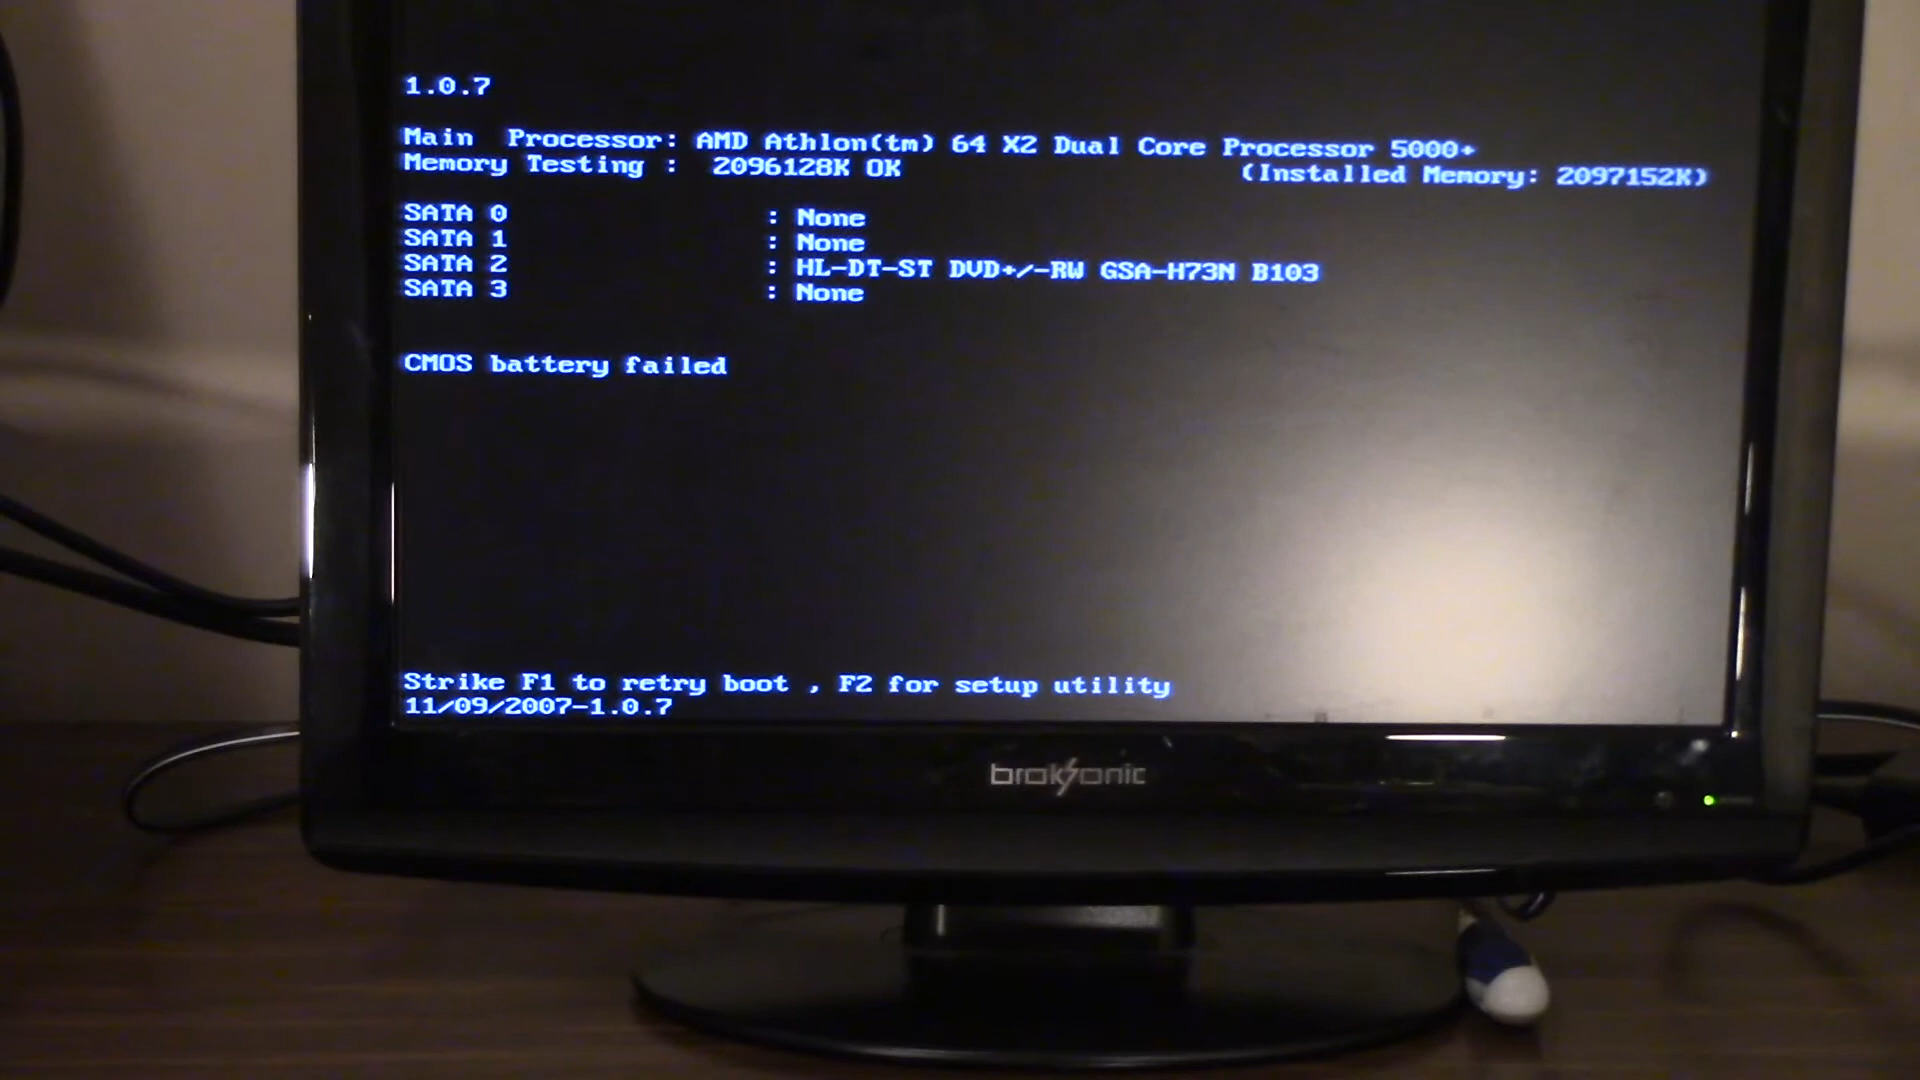 1.0.7
Main Processor: AMD Athlon(tm) 64 X2 Dual Core Processor 5000+
Memory Testing : 2096128K OK (Installed Memory: 2097152K)
SATA 0 : None
SATA 1 : None
SATA 2 : HL-DT-ST DVD+/-RW GSA-H73N B103
SATA 3 : None
CMOS battery failed
Strike F1 to retry boot , F2 for setup utility
11/09/2007-1.0.7
broksonic